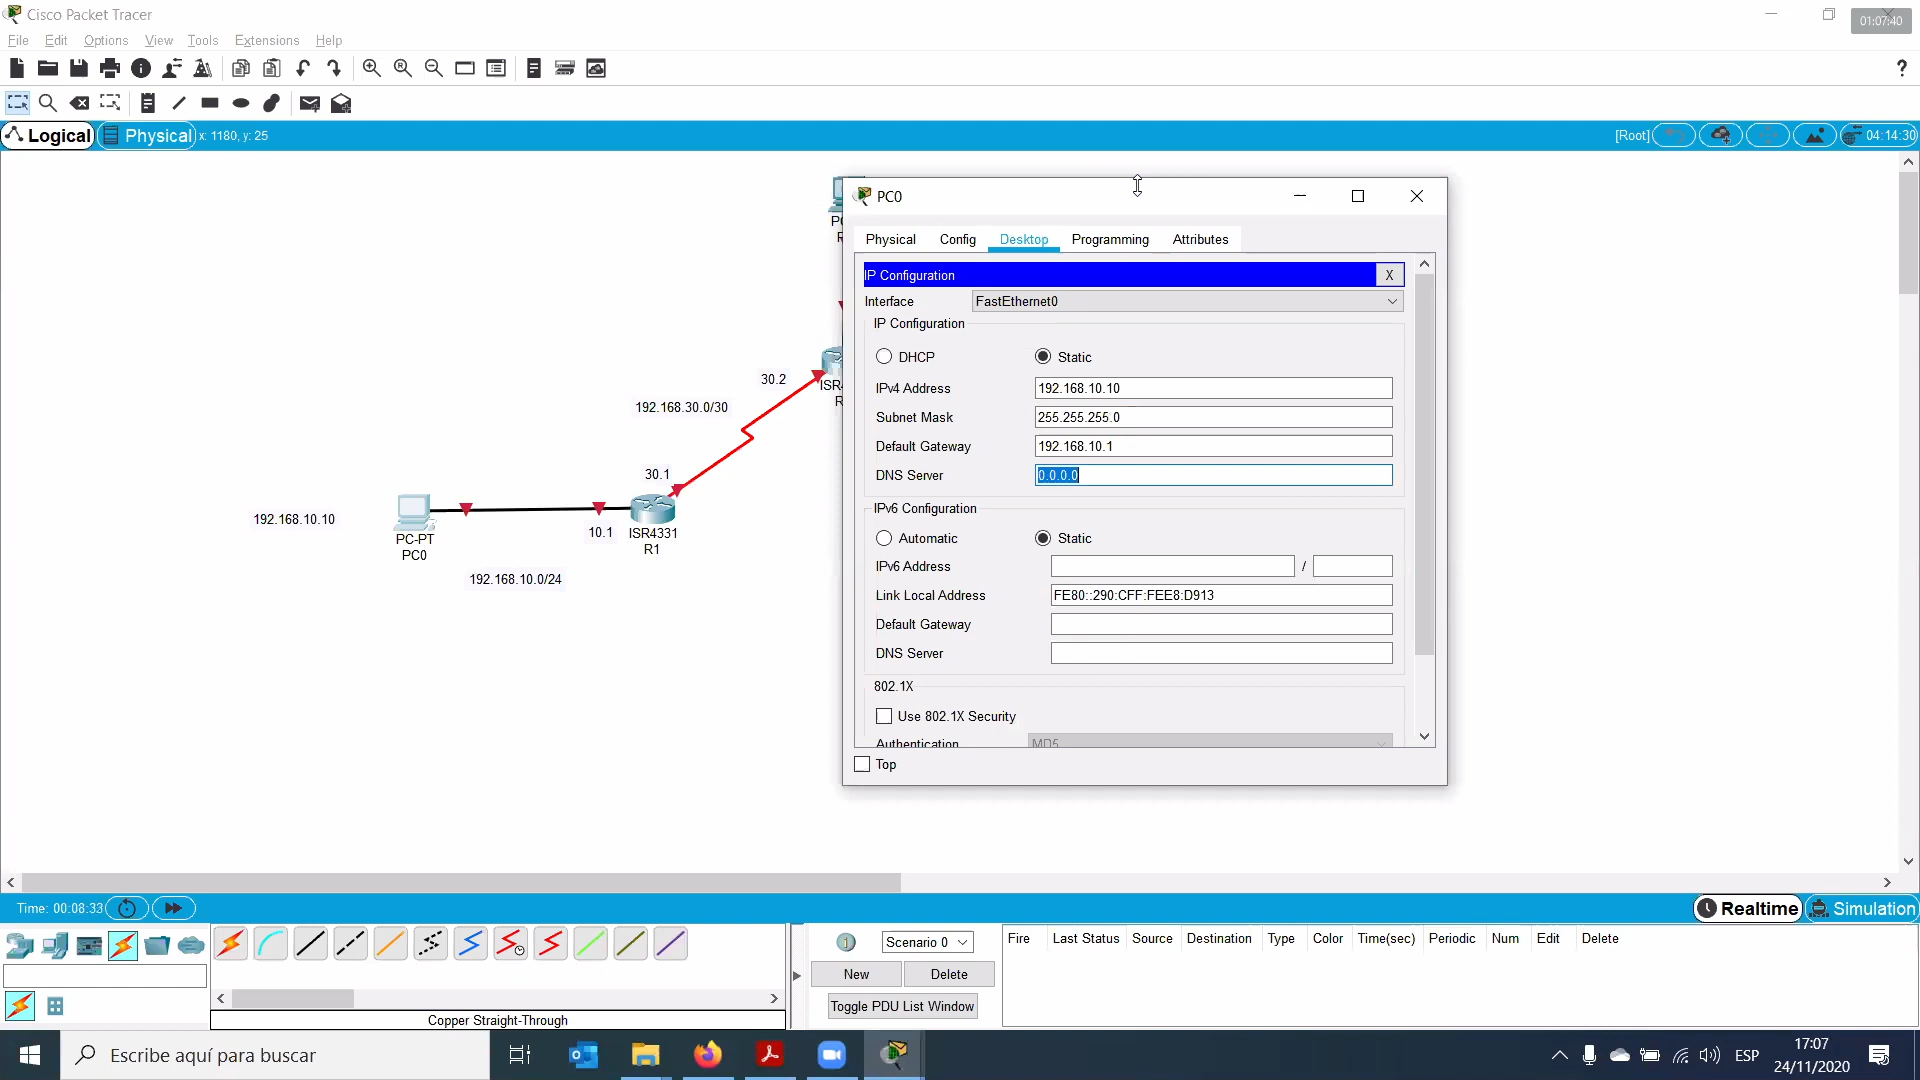 Cisco Packet Tracer
01:07:40
File Edit Options View Tools Extensions Help
?
Logical Physical x: 1180, y: 25 [Root] 04:14:30
PC0
Physical Config Desktop Programming Attributes
IP Configuration X
Interface FastEthernet0
IP Configuration
DHCP Static
IPv4 Address 192.168.10.10
Subnet Mask 255.255.255.0
Default Gateway 192.168.10.1
DNS Server 0.0.0.0
IPv6 Configuration
Automatic Static
IPv6 Address /
Link Local Address FE80::290:CFF:FEE8:D913
Default Gateway
DNS Server
802.1X
Use 802.1X Security
Authentication MD5
Top
30.2
192.168.30.0/30
30.1
192.168.10.10
PC-PT
PC0
10.1
ISR4331
R1
192.168.10.0/24
Time: 00:08:33 Realtime Simulation
Scenario 0
New Delete
Toggle PDU List Window
Fire Last Status Source Destination Type Color Time(sec) Periodic Num Edit Delete
Copper Straight-Through
Escribe aquí para buscar
ESP
17:07
24/11/2020